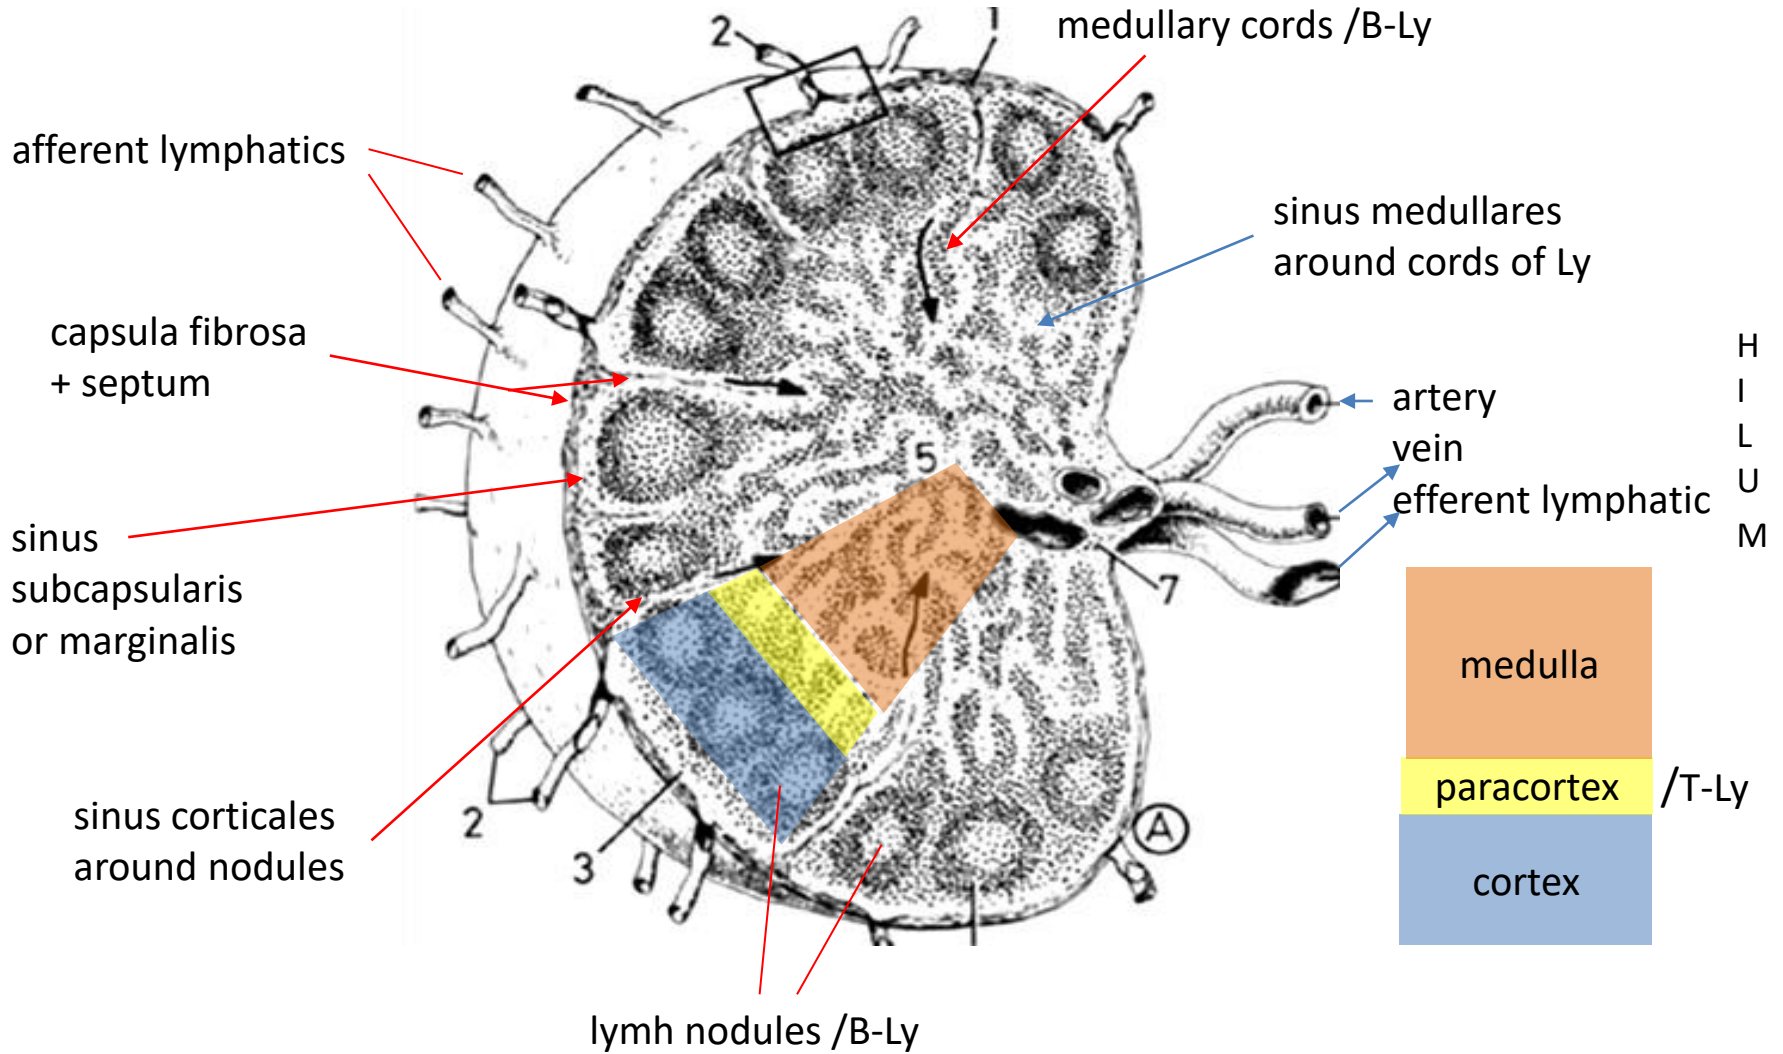 medullary cords /B-Ly
2
1
afferent lymphatics
sinus medullares
around cords of Ly
capsula fibrosa
+ septum
H
I
L
U
M
artery
vein
efferent lymphatic
5
sinus
subcapsularis
or marginalis
7
medulla
paracortex /T-Ly
cortex
sinus corticales
around nodules
2
3
A
lymh nodules /B-Ly